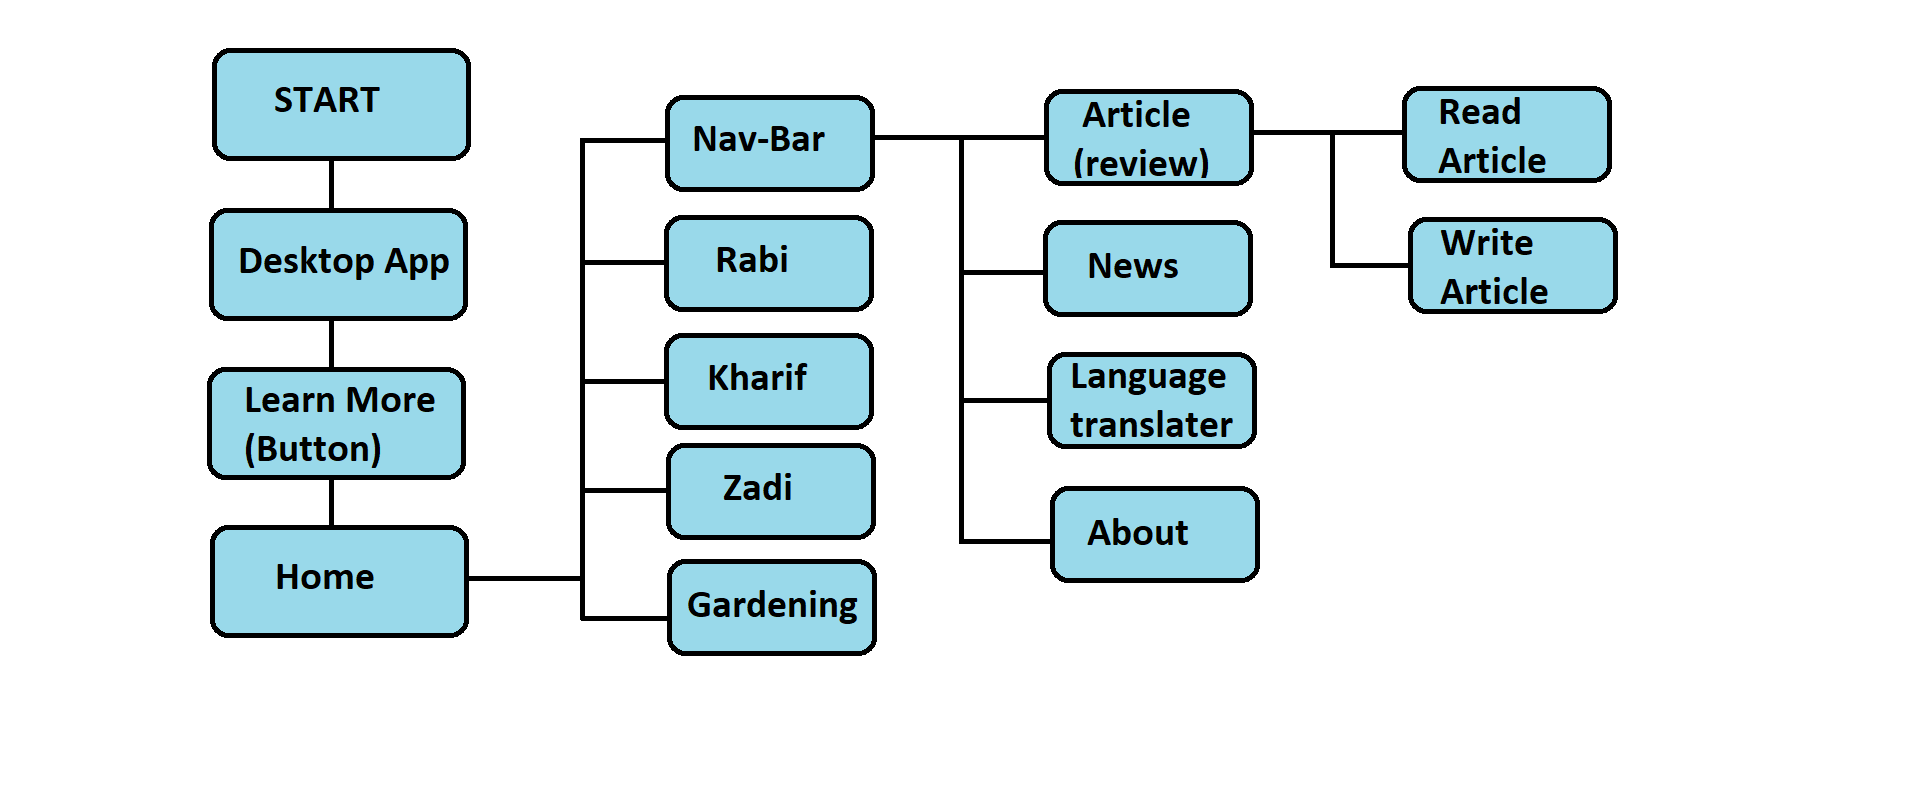 START
Desktop App
Learn More
(Button)
Home
Nav-Bar
Rabi
Kharif
Zadi
Gardening
Article
(review)
News
Language
translater
About
Read
Article
Write
Article